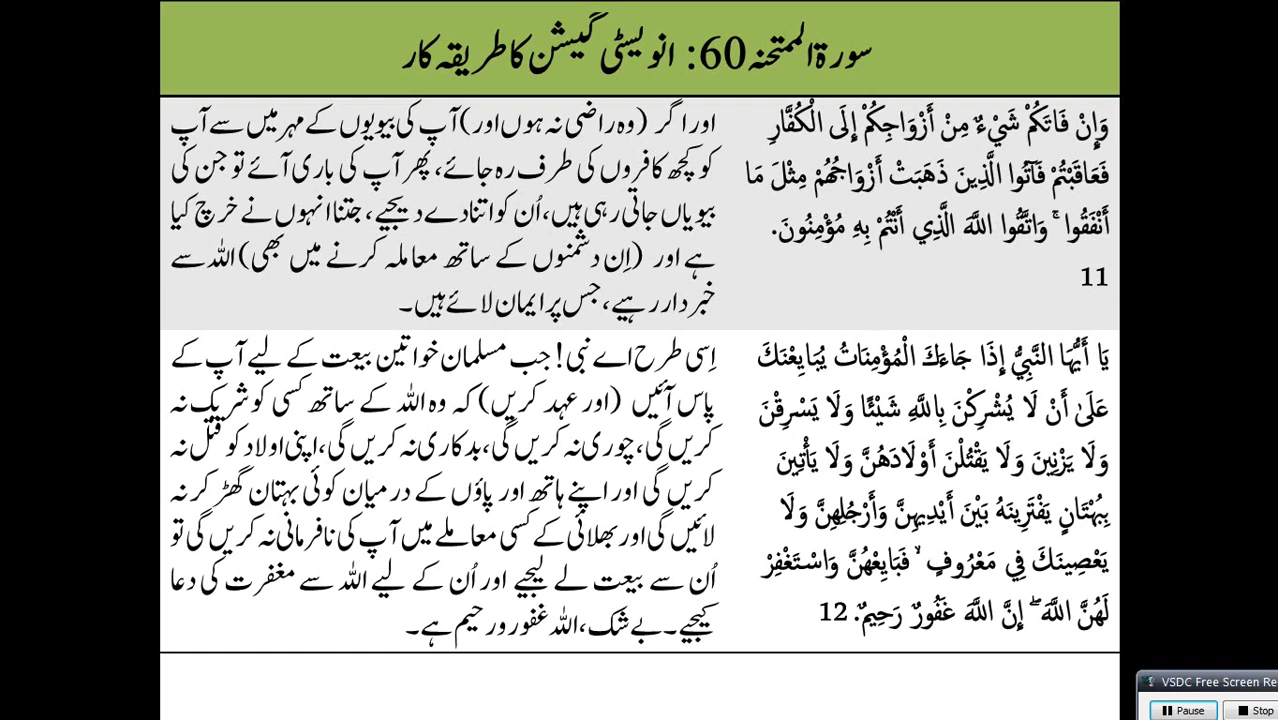 سورۃ الممتحنہ 60: انویسٹی گیشن کا طریقہ کار
وَإِنْ فَاتَكُمْ شَيْءٌ مِنْ أَزْوَاجِكُمْ إِلَى الْكُفَّارِ
فَعَاقَبْتُمْ فَآتُوا الَّذِينَ ذَهَبَتْ أَزْوَاجُهُمْ مِثْلَ مَا
أَنْفَقُوا ۚ وَاتَّقُوا اللَّهَ الَّذِي أَنْتُمْ بِهِ مُؤْمِنُونَ.
11
اور اگر (وہ راضی نہ ہوں اور) آپ کی بیویوں کے مہر میں سے آپ
کو کچھ کافروں کی طرف رہ جائے، پھر آپ کی باری آئے تو جن کی
بیویاں جاتی رہی ہیں، اُن کو اتنا دے دیجیے، جتنا انہوں نے خرچ کیا
ہے اور (اِن دشمنوں کے ساتھ معاملہ کرنے میں بھی) اللہ سے
خبردار رہیے، جس پر ایمان لائے ہیں۔
يَا أَيُّهَا النَّبِيُّ إِذَا جَاءَكَ الْمُؤْمِنَاتُ يُبَايِعْنَكَ
عَلَىٰ أَنْ لَا يُشْرِكْنَ بِاللَّهِ شَيْئًا وَلَا يَسْرِقْنَ
وَلَا يَزْنِينَ وَلَا يَقْتُلْنَ أَوْلَادَهُنَّ وَلَا يَأْتِينَ
بِبُهْتَانٍ يَفْتَرِينَهُ بَيْنَ أَيْدِيهِنَّ وَأَرْجُلِهِنَّ وَلَا
يَعْصِينَكَ فِي مَعْرُوفٍ ۙ فَبَايِعْهُنَّ وَاسْتَغْفِرْ
لَهُنَّ اللَّهَ ۖ إِنَّ اللَّهَ غَفُورٌ رَحِيمٌ. 12
اِسی طرح اے نبی! جب مسلمان خواتین بیعت کے لیے آپ کے
پاس آئیں (اور عہد کریں) کہ وہ اللہ کے ساتھ کسی کو شریک نہ
کریں گی، چوری نہ کریں گی، بدکاری نہ کریں گی، اپنی اولاد کو قتل نہ
کریں گی اور اپنے ہاتھ اور پاؤں کے درمیان کوئی بہتان گھڑ کر نہ
لائیں گی اور بھلائی کے کسی معاملے میں آپ کی نافرمانی نہ کریں گی تو
اُن سے بیعت لے لیجیے اور اُن کے لیے اللہ سے مغفرت کی دعا
کیجیے۔ بے شک، اللہ غفور و رحیم ہے۔
VSDC Free Screen Re
Pause
Stop